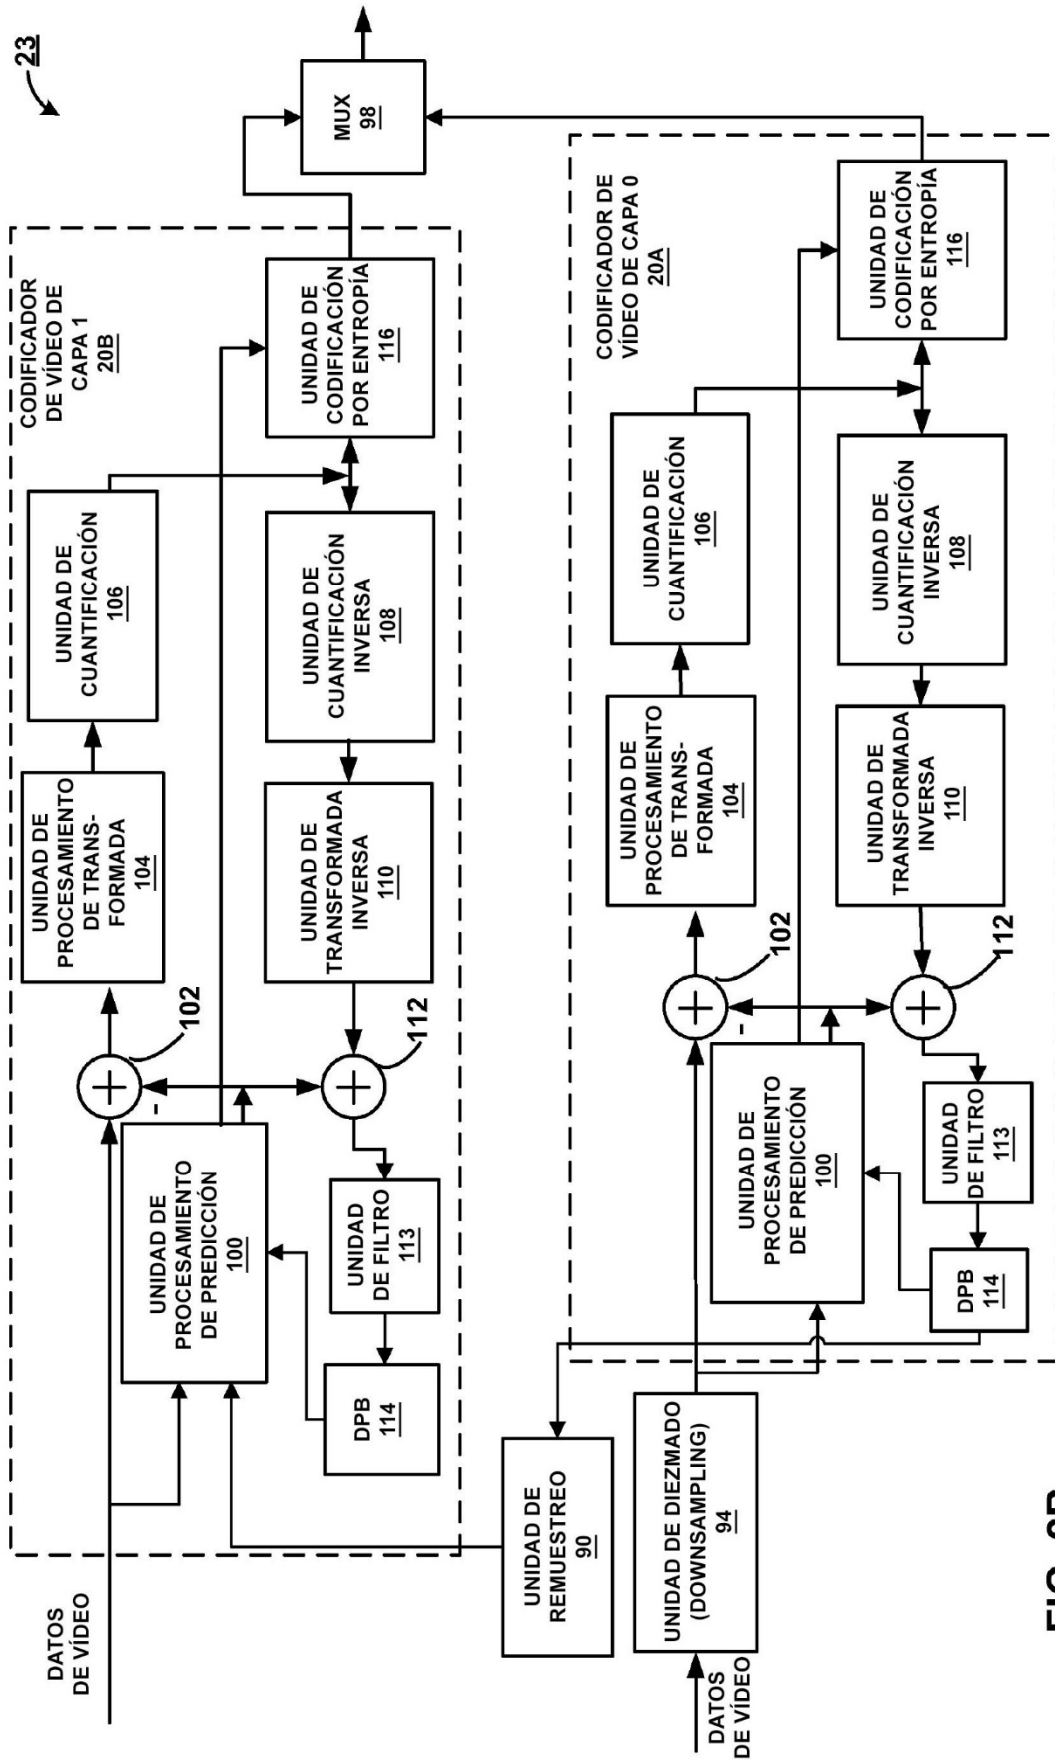 23
DATOS
DE VÍDEO
CODIFICADOR
DE VÍDEO DE
CAPA 1
20B
102
-
UNIDAD DE
PROCESAMIENTO
DE TRANS-
FORMADA
104
UNIDAD DE
CUANTIFICACIÓN
106
UNIDAD DE
PROCESAMIENTO
DE PREDICCIÓN
100
UNIDAD DE
TRANSFORMADA
INVERSA
110
UNIDAD DE
CUANTIFICACIÓN
INVERSA
108
UNIDAD DE
CODIFICACIÓN
POR ENTROPÍA
116
MUX
98
112
UNIDAD
DE FILTRO
113
DPB
114
UNIDAD DE
REMUESTREO
90
DATOS
DE VÍDEO
UNIDAD DE DIEZMADO
(DOWNSAMPLING)
94
CODIFICADOR DE
VÍDEO DE CAPA 0
20A
102
-
UNIDAD DE
PROCESAMIENTO
DE TRANS-
FORMADA
104
UNIDAD DE
CUANTIFICACIÓN
106
UNIDAD DE
PROCESAMIENTO
DE PREDICCIÓN
100
UNIDAD DE
TRANSFORMADA
INVERSA
110
UNIDAD DE
CUANTIFICACIÓN
INVERSA
108
UNIDAD DE
CODIFICACIÓN
POR ENTROPÍA
116
112
UNIDAD
DE FILTRO
113
DPB
114